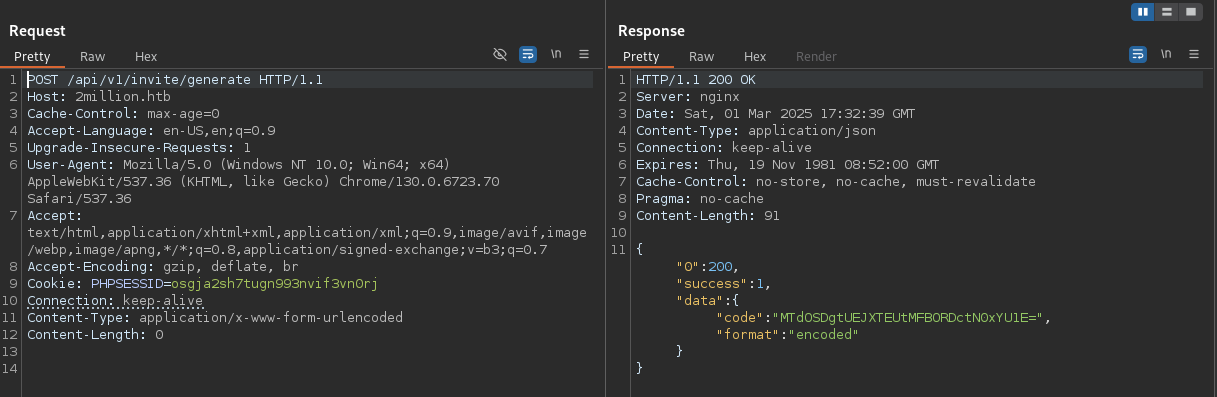 Request
Pretty Raw Hex
\n
1 POST /api/v1/invite/generate HTTP/1.1
2 Host: 2million.htb
3 Cache-Control: max-age=0
4 Accept-Language: en-US,en;q=0.9
5 Upgrade-Insecure-Requests: 1
6 User-Agent: Mozilla/5.0 (Windows NT 10.0; Win64; x64)
AppleWebKit/537.36 (KHTML, like Gecko) Chrome/130.0.6723.70
Safari/537.36
7 Accept:
text/html,application/xhtml+xml,application/xml;q=0.9,image/avif,image
/webp,image/apng,*/*;q=0.8,application/signed-exchange;v=b3;q=0.7
8 Accept-Encoding: gzip, deflate, br
9 Cookie: PHPSESSID=osgja2sh7tugn993nvif3vn0rj
10 Connection: keep-alive
11 Content-Type: application/x-www-form-urlencoded
12 Content-Length: 0
13
14
Response
Pretty Raw Hex Render
\n
1 HTTP/1.1 200 OK
2 Server: nginx
3 Date: Sat, 01 Mar 2025 17:32:39 GMT
4 Content-Type: application/json
5 Connection: keep-alive
6 Expires: Thu, 19 Nov 1981 08:52:00 GMT
7 Cache-Control: no-store, no-cache, must-revalidate
8 Pragma: no-cache
9 Content-Length: 91
10
11 {
"0":200,
"success":1,
"data":{
"code":"MTdOSDgtUEJXTEUtMFBORDctN0xYU1E=",
"format":"encoded"
}
}